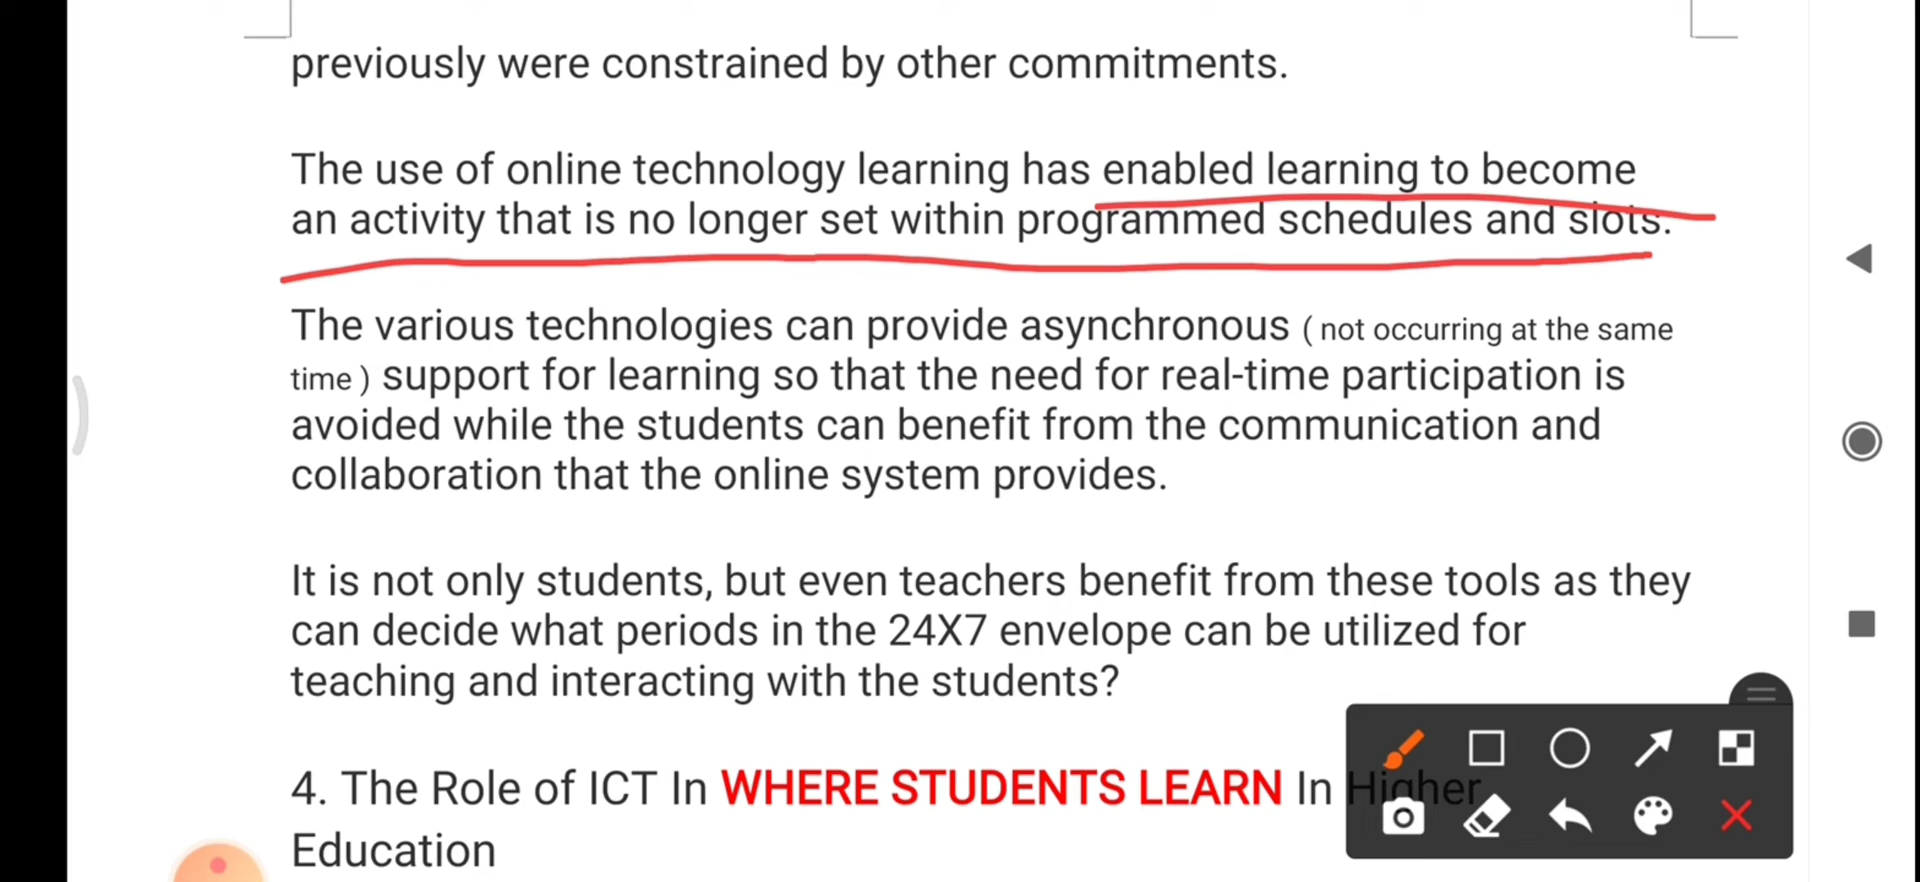 previously were constrained by other commitments.
The use of online technology learning has enabled learning to become
an activity that is no longer set within programmed schedules and slots.
The various technologies can provide asynchronous ( not occurring at the same
time ) support for learning so that the need for real-time participation is
avoided while the students can benefit from the communication and
collaboration that the online system provides.
It is not only students, but even teachers benefit from these tools as they
can decide what periods in the 24X7 envelope can be utilized for
teaching and interacting with the students?
4. The Role of ICT In WHERE STUDENTS LEARN In Higher
Education